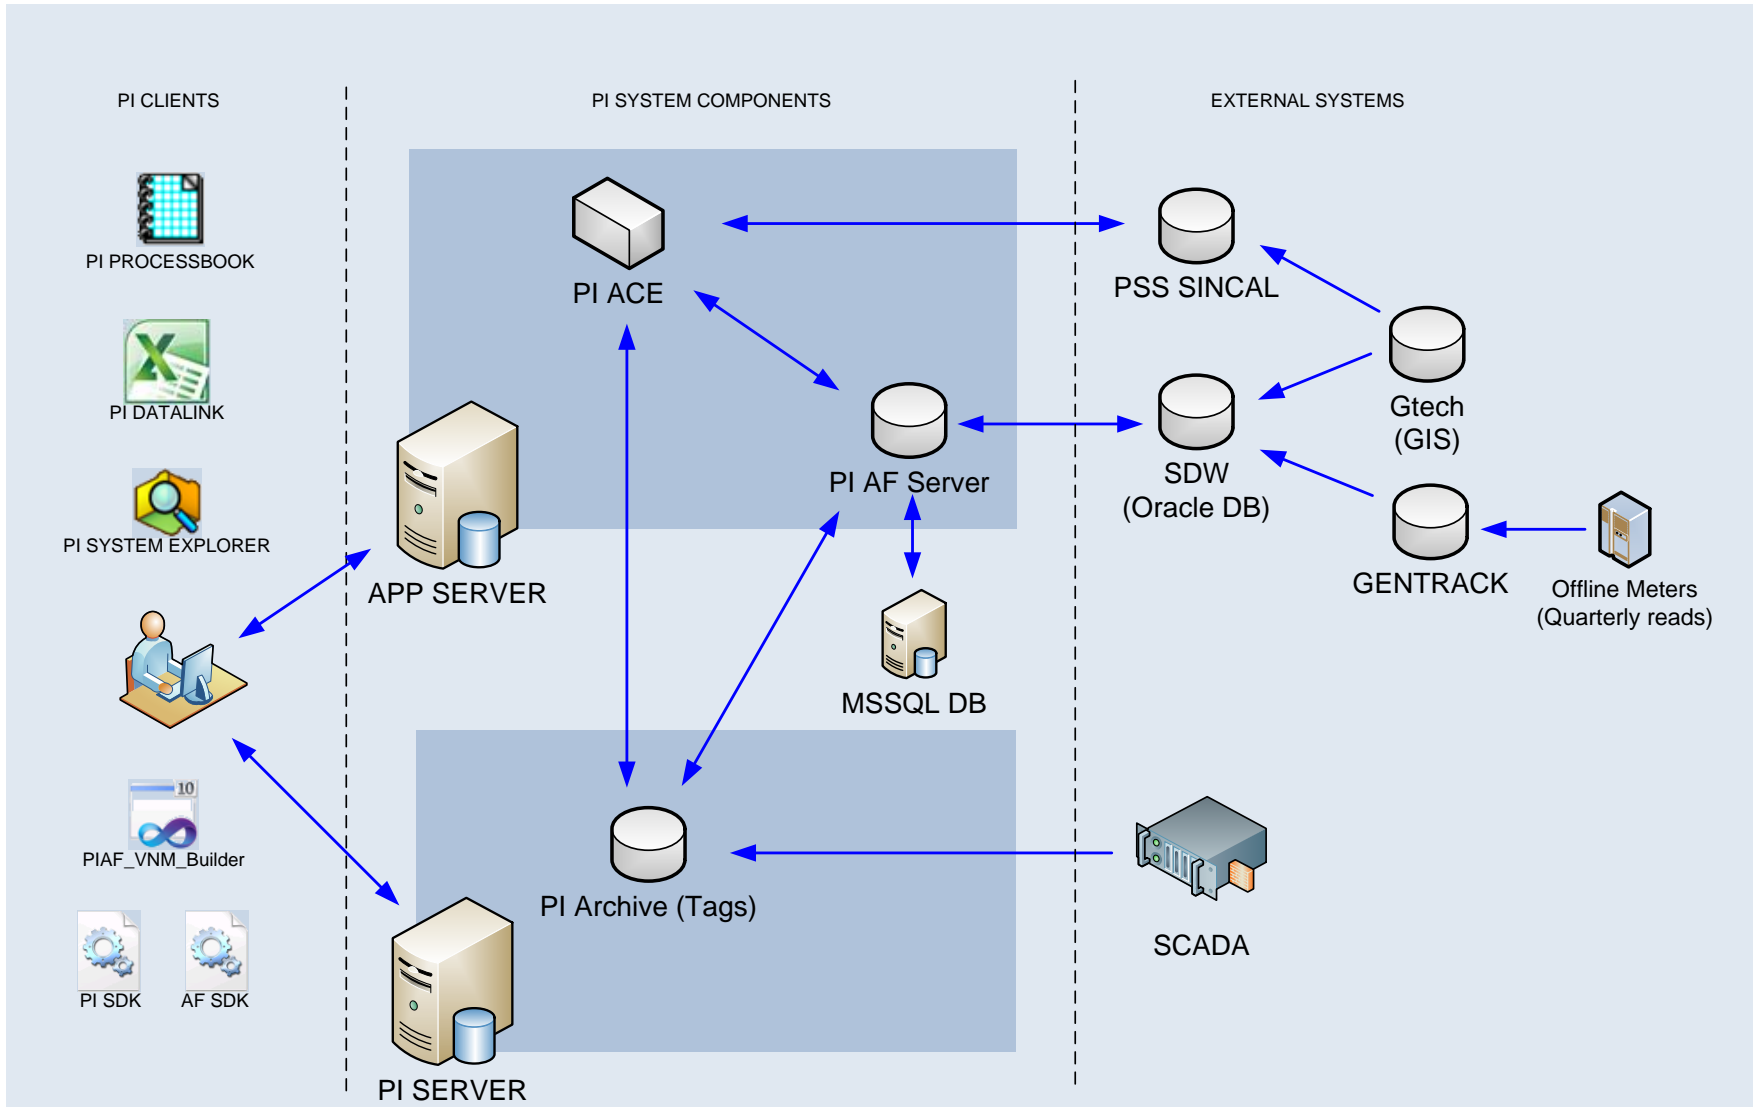 PI CLIENTS
PI SYSTEM COMPONENTS
EXTERNAL SYSTEMS
PI PROCESSBOOK
PI DATALINK
PI SYSTEM EXPLORER
10
PIAF_VNM_Builder
PI SDK
AF SDK
PI ACE
PI AF Server
APP SERVER
MSSQL DB
PI Archive (Tags)
PI SERVER
PSS SINCAL
Gtech
(GIS)
SDW
(Oracle DB)
GENTRACK
Offline Meters
(Quarterly reads)
SCADA